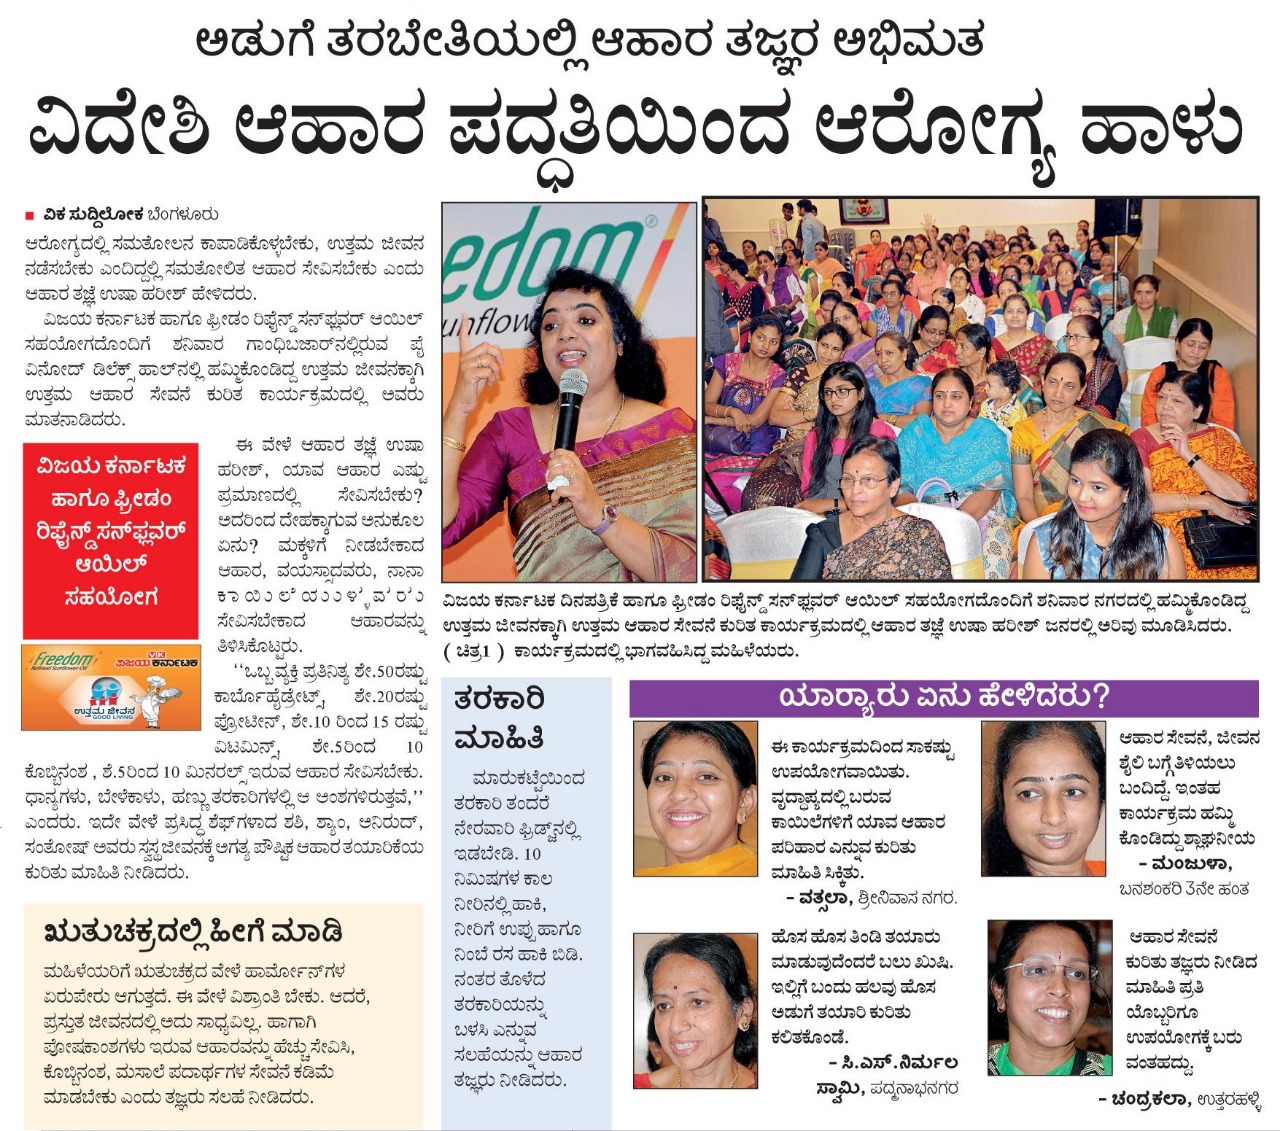 ಅಡುಗೆ ತರಬೇತಿಯಲ್ಲಿ ಆಹಾರ ತಜ್ಞರ ಅಭಿಮತ
ವಿದೇಶಿ ಆಹಾರ ಪದ್ಧತಿಯಿಂದ ಆರೋಗ್ಯ ಹಾಳು
■ ವಿಕ ಸುದ್ದಿಲೋಕ ಬೆಂಗಳೂರು
ಆರೋಗ್ಯದಲ್ಲಿ ಸಮತೋಲನ ಕಾಪಾಡಿಕೊಳ್ಳಬೇಕು, ಉತ್ತಮ ಜೀವನ
ನಡೆಸಬೇಕು ಎಂದಿದ್ದಲ್ಲಿ ಸಮತೋಲಿತ ಆಹಾರ ಸೇವಿಸಬೇಕು ಎಂದು
ಆಹಾರ ತಜ್ಞೆ ಉಷಾ ಹರೀಶ್ ಹೇಳಿದರು.
ವಿಜಯ ಕರ್ನಾಟಕ ಹಾಗೂ ಫ್ರೀಡಂ ರಿಫೈನ್ಡ್ ಸನ್‌ಫ್ಲವರ್ ಆಯಿಲ್
ಸಹಯೋಗದೊಂದಿಗೆ ಶನಿವಾರ ಗಾಂಧಿಬಜಾರ್‌ನಲ್ಲಿರುವ ಪೈ
ವಿನೋದ್ ಡಿಲೆಕ್ಸ್ ಹಾಲ್‌ನಲ್ಲಿ ಹಮ್ಮಿಕೊಂಡಿದ್ದ ಉತ್ತಮ ಜೀವನಕ್ಕಾಗಿ
ಉತ್ತಮ ಆಹಾರ ಸೇವನೆ ಕುರಿತ ಕಾರ್ಯಕ್ರಮದಲ್ಲಿ ಅವರು
ಮಾತನಾಡಿದರು.
ಈ ವೇಳೆ ಆಹಾರ ತಜ್ಞೆ ಉಷಾ
ಹರೀಶ್, ಯಾವ ಆಹಾರ ಎಷ್ಟು
ಪ್ರಮಾಣದಲ್ಲಿ ಸೇವಿಸಬೇಕು?
ಅದರಿಂದ ದೇಹಕ್ಕಾಗುವ ಅನುಕೂಲ
ಏನು? ಮಕ್ಕಳಿಗೆ ನೀಡಬೇಕಾದ
ಆಹಾರ, ವಯಸ್ಸಾದವರು, ನಾನಾ
ಕಾಯಿಲೆಯುಳ್ಳವರು
ಸೇವಿಸಬೇಕಾದ ಆಹಾರವನ್ನು
ತಿಳಿಸಿಕೊಟ್ಟರು.
‘‘ಒಬ್ಬ ವ್ಯಕ್ತಿ ಪ್ರತಿನಿತ್ಯ ಶೇ.50ರಷ್ಟು
ಕಾರ್ಬೊಹೈಡ್ರೇಟ್ಸ್, ಶೇ.20ರಷ್ಟು
ಪ್ರೋಟೀನ್, ಶೇ.10 ರಿಂದ 15 ರಷ್ಟು
ವಿಟಮಿನ್ಸ್, ಶೇ.5ರಿಂದ 10
ಕೊಬ್ಬಿನಂಶ , ಶೆ.5ರಿಂದ 10 ಮಿನರಲ್ಸ್ ಇರುವ ಆಹಾರ ಸೇವಿಸಬೇಕು.
ಧಾನ್ಯಗಳು, ಬೇಳೆಕಾಳು, ಹಣ್ಣು ತರಕಾರಿಗಳಲ್ಲಿ ಆ ಅಂಶಗಳಿರುತ್ತವೆ,’’
ಎಂದರು. ಇದೇ ವೇಳೆ ಪ್ರಸಿದ್ಧ ಶೆಫ್‌ಗಳಾದ ಶಶಿ, ಶ್ಯಾಂ, ಅನಿರುದ್,
ಸಂತೋಷ್ ಅವರು ಸ್ವಸ್ಥ ಜೀವನಕ್ಕೆ ಅಗತ್ಯ ಪೌಷ್ಟಿಕ ಆಹಾರ ತಯಾರಿಕೆಯ
ಕುರಿತು ಮಾಹಿತಿ ನೀಡಿದರು.
ವಿಜಯ ಕರ್ನಾಟಕ
ಹಾಗೂ ಫ್ರೀಡಂ
ರಿಫೈನ್ಡ್ ಸನ್‌ಫ್ಲವರ್
ಆಯಿಲ್
ಸಹಯೋಗ
Freedom
Refined Sunflower Oil
VIK
ವಿಜಯ ಕರ್ನಾಟಕ
ಉತ್ತಮ ಜೀವನ
GOOD LIVING
ಋತುಚಕ್ರದಲ್ಲಿ ಹೀಗೆ ಮಾಡಿ
ಮಹಿಳೆಯರಿಗೆ ಋತುಚಕ್ರದ ವೇಳೆ ಹಾರ್ಮೋನ್‌ಗಳ
ಏರುಪೇರು ಆಗುತ್ತದೆ. ಈ ವೇಳೆ ವಿಶ್ರಾಂತಿ ಬೇಕು. ಆದರೆ,
ಪ್ರಸ್ತುತ ಜೀವನದಲ್ಲಿ ಅದು ಸಾಧ್ಯವಿಲ್ಲ. ಹಾಗಾಗಿ
ಪೋಷಕಾಂಶಗಳು ಇರುವ ಆಹಾರವನ್ನು ಹೆಚ್ಚು ಸೇವಿಸಿ,
ಕೊಬ್ಬಿನಂಶ, ಮಸಾಲೆ ಪದಾರ್ಥಗಳ ಸೇವನೆ ಕಡಿಮೆ
ಮಾಡಬೇಕು ಎಂದು ತಜ್ಞರು ಸಲಹೆ ನೀಡಿದರು.
edom®
unflow
ವಿಜಯ ಕರ್ನಾಟಕ ದಿನಪತ್ರಿಕೆ ಹಾಗೂ ಫ್ರೀಡಂ ರಿಫೈನ್ಡ್ ಸನ್‌ಫ್ಲವರ್ ಆಯಿಲ್ ಸಹಯೋಗದೊಂದಿಗೆ ಶನಿವಾರ ನಗರದಲ್ಲಿ ಹಮ್ಮಿಕೊಂಡಿದ್ದ
ಉತ್ತಮ ಜೀವನಕ್ಕಾಗಿ ಉತ್ತಮ ಆಹಾರ ಸೇವನೆ ಕುರಿತ ಕಾರ್ಯಕ್ರಮದಲ್ಲಿ ಆಹಾರ ತಜ್ಞೆ ಉಷಾ ಹರೀಶ್ ಜನರಲ್ಲಿ ಅರಿವು ಮೂಡಿಸಿದರು.
( ಚಿತ್ರ1 ) ಕಾರ್ಯಕ್ರಮದಲ್ಲಿ ಭಾಗವಹಿಸಿದ್ದ ಮಹಿಳೆಯರು.
ತರಕಾರಿ
ಮಾಹಿತಿ
ಮಾರುಕಟ್ಟೆಯಿಂದ
ತರಕಾರಿ ತಂದರೆ
ನೇರವಾರಿ ಫ್ರಿಡ್ಜ್‌ನಲ್ಲಿ
ಇಡಬೇಡಿ. 10
ನಿಮಿಷಗಳ ಕಾಲ
ನೀರಿನಲ್ಲಿ ಹಾಕಿ,
ನೀರಿಗೆ ಉಪ್ಪು ಹಾಗೂ
ನಿಂಬೆ ರಸ ಹಾಕಿ ಬಿಡಿ.
ನಂತರ ತೊಳೆದ
ತರಕಾರಿಯನ್ನು
ಬಳಸಿ ಎನ್ನುವ
ಸಲಹೆಯನ್ನು ಆಹಾರ
ತಜ್ಞರು ನೀಡಿದರು.
ಯಾರ‍್ಯಾರು ಏನು ಹೇಳಿದರು?
ಈ ಕಾರ್ಯಕ್ರಮದಿಂದ ಸಾಕಷ್ಟು
ಉಪಯೋಗವಾಯಿತು.
ವೃದ್ಧಾಪ್ಯದಲ್ಲಿ ಬರುವ
ಕಾಯಿಲೆಗಳಿಗೆ ಯಾವ ಆಹಾರ
ಪರಿಹಾರ ಎನ್ನುವ ಕುರಿತು
ಮಾಹಿತಿ ಸಿಕ್ಕಿತು.
– ವತ್ಸಲಾ, ಶ್ರೀನಿವಾಸ ನಗರ.
ಆಹಾರ ಸೇವನೆ, ಜೀವನ
ಶೈಲಿ ಬಗ್ಗೆ ತಿಳಿಯಲು
ಬಂದಿದ್ದೆ. ಇಂತಹ
ಕಾರ್ಯಕ್ರಮ ಹಮ್ಮಿ
ಕೊಂಡಿದ್ದು ಶ್ಲಾಘನೀಯ
– ಮಂಜುಳಾ,
ಬನಶಂಕರಿ 3ನೇ ಹಂತ
ಹೊಸ ಹೊಸ ತಿಂಡಿ ತಯಾರು
ಮಾಡುವುದೆಂದರೆ ಬಲು ಖುಷಿ.
ಇಲ್ಲಿಗೆ ಬಂದು ಹಲವು ಹೊಸ
ಅಡುಗೆ ತಯಾರಿ ಕುರಿತು
ಕಲಿತಕೊಂಡೆ.
– ಸಿ.ಎಸ್.ನಿರ್ಮಲ
ಸ್ವಾಮಿ, ಪದ್ಮನಾಭನಗರ
ಆಹಾರ ಸೇವನೆ
ಕುರಿತು ತಜ್ಞರು ನೀಡಿದ
ಮಾಹಿತಿ ಪ್ರತಿ
ಯೊಬ್ಬರಿಗೂ
ಉಪಯೋಗಕ್ಕೆ ಬರು
ವಂತಹದ್ದು.
– ಚಂದ್ರಕಲಾ, ಉತ್ತರಹಳ್ಳಿ